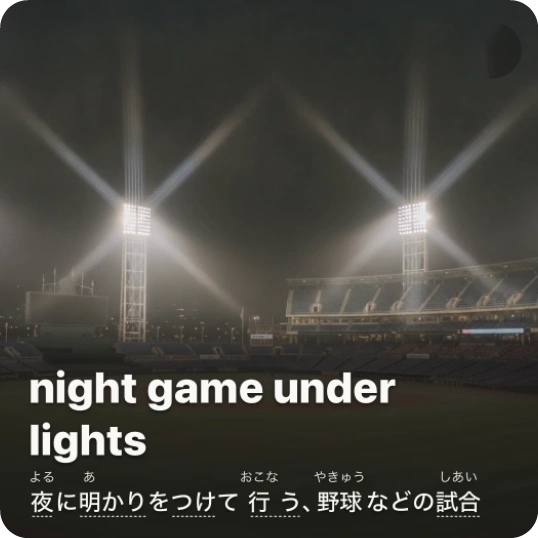 night game under
lights
よる あ おこな やきゅう しあい
夜に明かりをつけて行う、野球などの試合